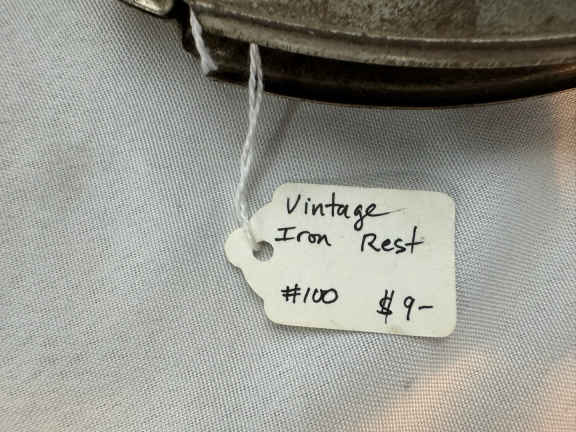 Vintage
Iron Rest
#100 $9-